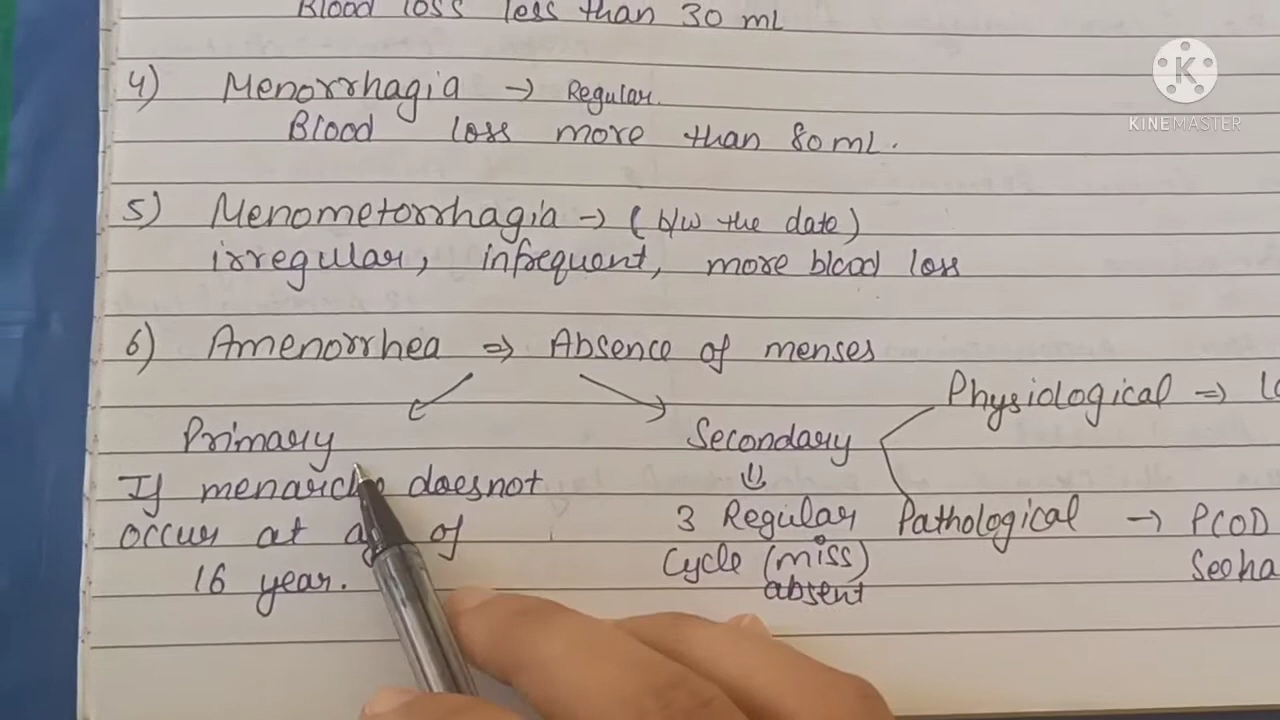 Blood loss less than 30 mL
4) Menorrhagia → Regular.
Blood loss more than 80 mL.
5) Menometorrhagia → (b/w the date)
irregular, infrequent, more blood loss
6) Amenorrhea ⇒ Absence of menses
Physiological ⇒
Primary
Secondary
If menarche doesnot
occur at age of
16 year.
3 Regular
Cycle (miss)
absent
Pathological → PCOD
KINEMASTER